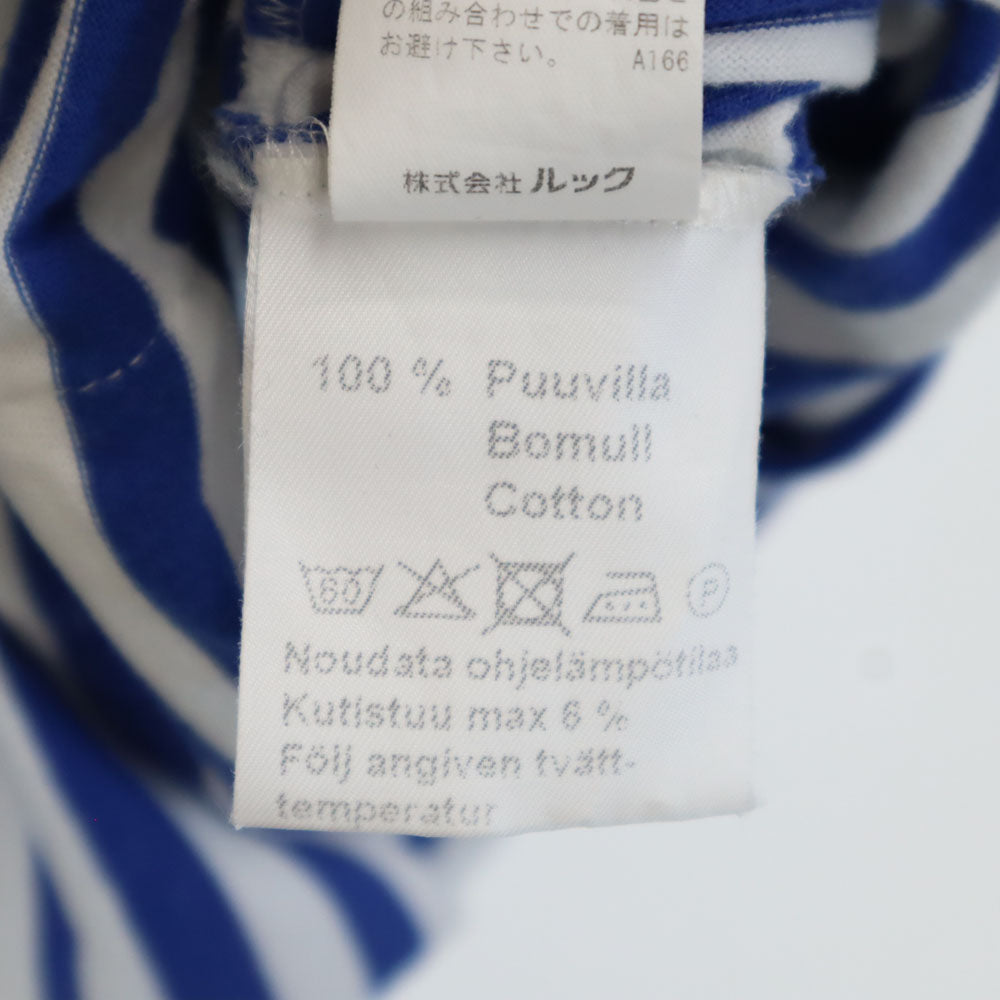 の組み合わせでの着用は
お避け下さい。 A166
株式会社 ルック
100 % Puuvilla
Bomull
Cotton
60
P
Noudata ohjelämpötilaa
Kutistuu max 6 %
Följ angiven tvätt-
temperatur